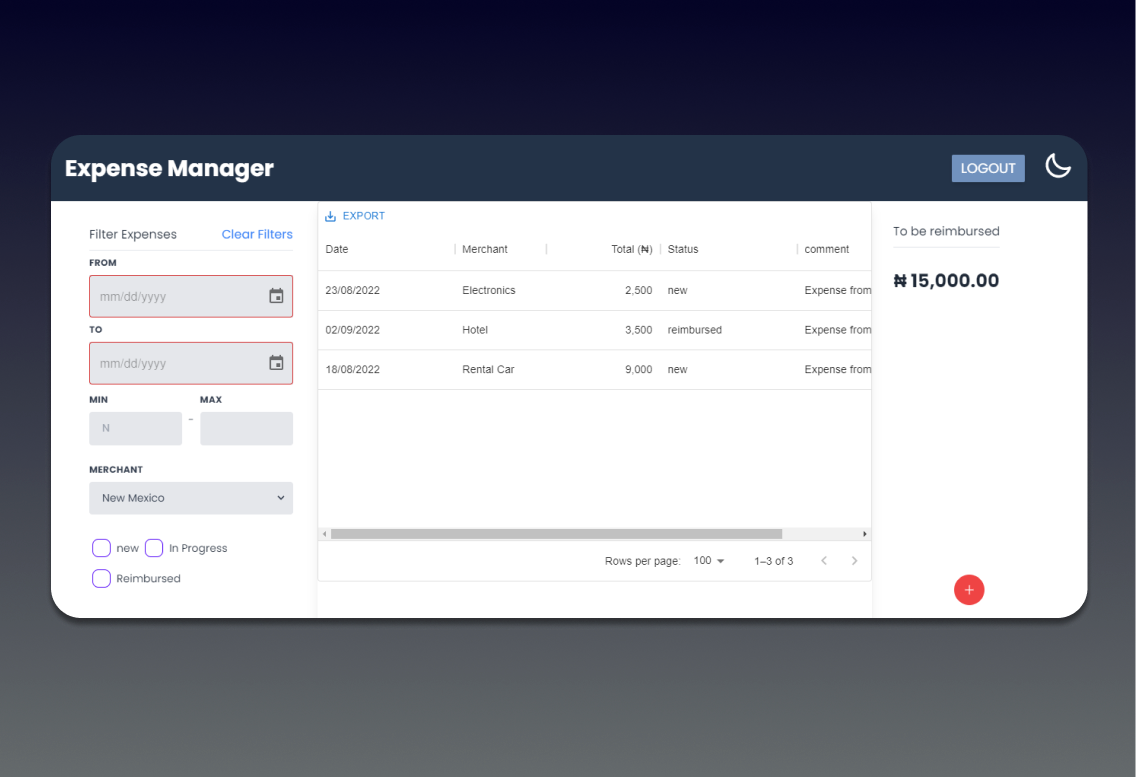 Expense Manager
LOGOUT
Filter Expenses Clear Filters
FROM
mm/dd/yyyy
TO
mm/dd/yyyy
MIN MAX
N -
MERCHANT
New Mexico
new In Progress
Reimbursed
EXPORT
Date Merchant Total (₦) Status comment
23/08/2022 Electronics 2,500 new Expense from
02/09/2022 Hotel 3,500 reimbursed Expense from
18/08/2022 Rental Car 9,000 new Expense from
Rows per page: 100 1–3 of 3
To be reimbursed
₦ 15,000.00
+